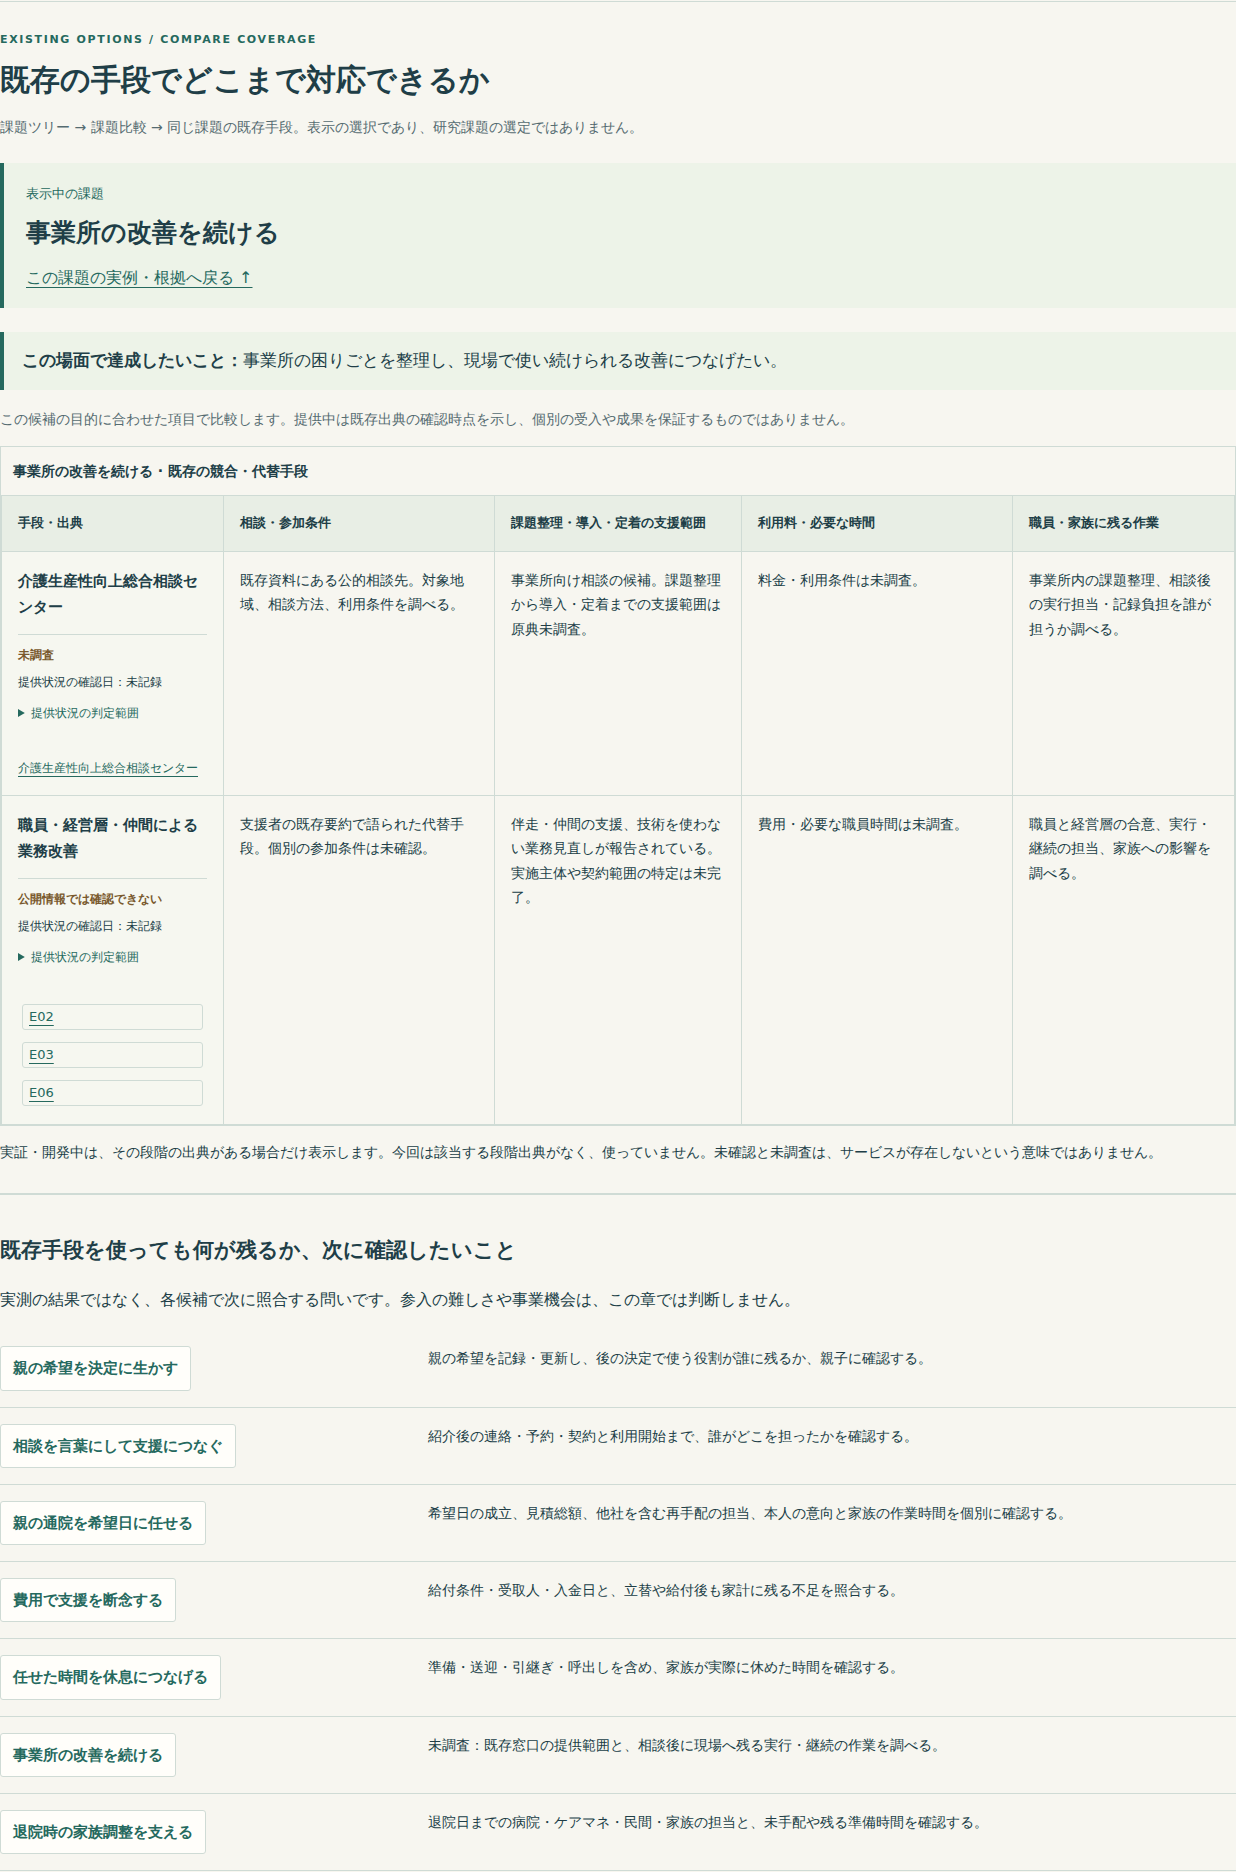 EXISTING OPTIONS / COMPARE COVERAGE
既存の手段でどこまで対応できるか
課題ツリー → 課題比較 → 同じ課題の既存手段。表示の選択であり、研究課題の選定ではありません。
表示中の課題
事業所の改善を続ける
この課題の実例・根拠へ戻る ↑
この場面で達成したいこと：事業所の困りごとを整理し、現場で使い続けられる改善につなげたい。
この候補の目的に合わせた項目で比較します。提供中は既存出典の確認時点を示し、個別の受入や成果を保証するものではありません。
事業所の改善を続ける・既存の競合・代替手段
手段・出典
相談・参加条件
課題整理・導入・定着の支援範囲
利用料・必要な時間
職員・家族に残る作業
介護生産性向上総合相談セ
ンター
未調査
提供状況の確認日：未記録
▶ 提供状況の判定範囲
介護生産性向上総合相談センター
既存資料にある公的相談先。対象地
域、相談方法、利用条件を調べる。
事業所向け相談の候補。課題整理
から導入・定着までの支援範囲は
原典未調査。
料金・利用条件は未調査。
事業所内の課題整理、相談後
の実行担当・記録負担を誰が
担うか調べる。
職員・経営層・仲間による
業務改善
公開情報では確認できない
提供状況の確認日：未記録
▶ 提供状況の判定範囲
E02
E03
E06
支援者の既存要約で語られた代替手
段。個別の参加条件は未確認。
伴走・仲間の支援、技術を使わな
い業務見直しが報告されている。
実施主体や契約範囲の特定は未完
了。
費用・必要な職員時間は未調査。
職員と経営層の合意、実行・
継続の担当、家族への影響を
調べる。
実証・開発中は、その段階の出典がある場合だけ表示します。今回は該当する段階出典がなく、使っていません。未確認と未調査は、サービスが存在しないという意味ではありません。
既存手段を使っても何が残るか、次に確認したいこと
実測の結果ではなく、各候補で次に照合する問いです。参入の難しさや事業機会は、この章では判断しません。
親の希望を決定に生かす
親の希望を記録・更新し、後の決定で使う役割が誰に残るか、親子に確認する。
相談を言葉にして支援につなぐ
紹介後の連絡・予約・契約と利用開始まで、誰がどこを担ったかを確認する。
親の通院を希望日に任せる
希望日の成立、見積総額、他社を含む再手配の担当、本人の意向と家族の作業時間を個別に確認する。
費用で支援を断念する
給付条件・受取人・入金日と、立替や給付後も家計に残る不足を照合する。
任せた時間を休息につなげる
準備・送迎・引継ぎ・呼出しを含め、家族が実際に休めた時間を確認する。
事業所の改善を続ける
未調査：既存窓口の提供範囲と、相談後に現場へ残る実行・継続の作業を調べる。
退院時の家族調整を支える
退院日までの病院・ケアマネ・民間・家族の担当と、未手配や残る準備時間を確認する。